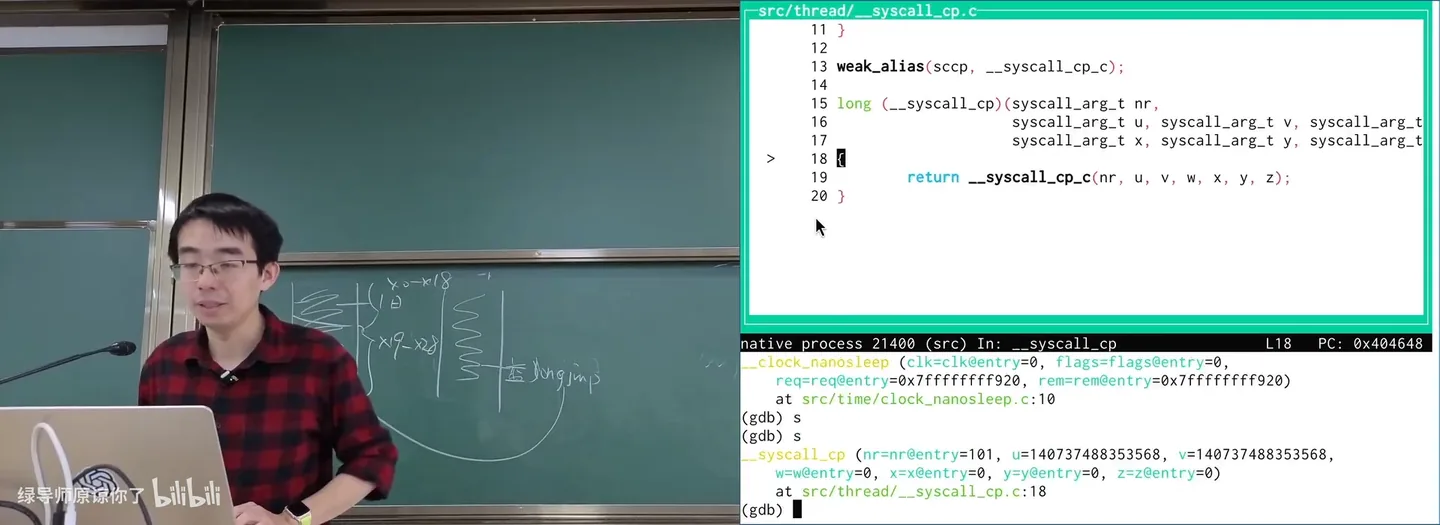 x0-x18
x19-x28
longjmp
绿导师原谅你了 bilibili
src/thread/__syscall_cp.c
11 }
12
13 weak_alias(sccp, __syscall_cp_c);
14
15 long (__syscall_cp)(syscall_arg_t nr,
16 syscall_arg_t u, syscall_arg_t v, syscall_arg_t
17 syscall_arg_t x, syscall_arg_t y, syscall_arg_t
> 18 {
19 return __syscall_cp_c(nr, u, v, w, x, y, z);
20 }
native process 21400 (src) In: __syscall_cp L18 PC: 0x404648
__clock_nanosleep (clk=clk@entry=0, flags=flags@entry=0,
req=req@entry=0x7ffffffff920, rem=rem@entry=0x7ffffffff920)
at src/time/clock_nanosleep.c:10
(gdb) s
(gdb) s
__syscall_cp (nr=nr@entry=101, u=140737488353568, v=140737488353568,
w=w@entry=0, x=x@entry=0, y=y@entry=0, z=z@entry=0)
at src/thread/__syscall_cp.c:18
(gdb)